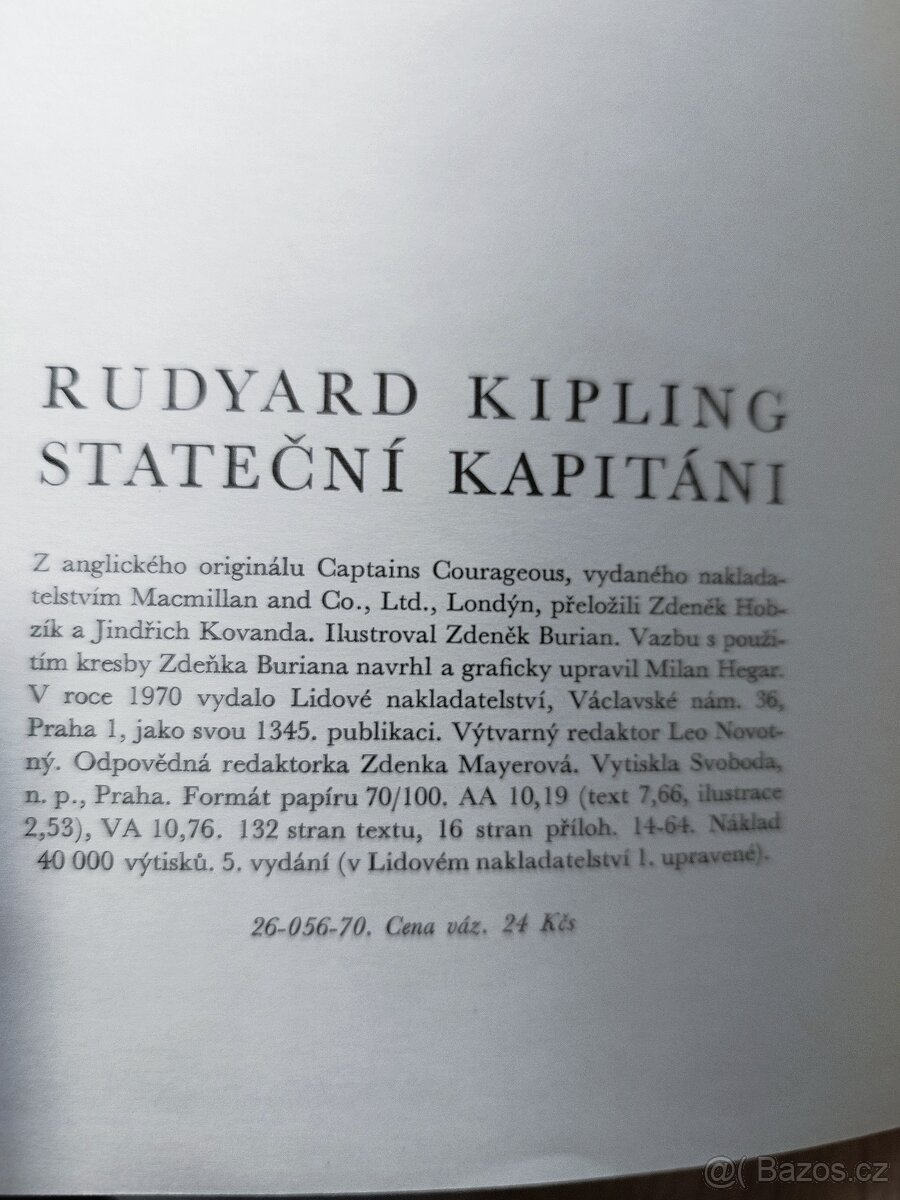 RUDYARD KIPLING
STATEČNÍ KAPITÁNI
Z anglického originálu Captains Courageous, vydaného naklada-
telstvím Macmillan and Co., Ltd., Londýn, přeložili Zdeněk Hob-
zík a Jindřich Kovanda. Ilustroval Zdeněk Burian. Vazbu s použi-
tím kresby Zdeňka Buriana navrhl a graficky upravil Milan Hegar.
V roce 1970 vydalo Lidové nakladatelství, Václavské nám. 36,
Praha 1, jako svou 1345. publikaci. Výtvarný redaktor Leo Novot-
ný. Odpovědná redaktorka Zdenka Mayerová. Vytiskla Svoboda,
n. p., Praha. Formát papíru 70/100. AA 10,19 (text 7,66, ilustrace
2,53), VA 10,76. 132 stran textu, 16 stran příloh. 14-64. Náklad
40 000 výtisků. 5. vydání (v Lidovém nakladatelství 1. upravené).
26-056-70. Cena váz. 24 Kčs
@( Bazos.cz